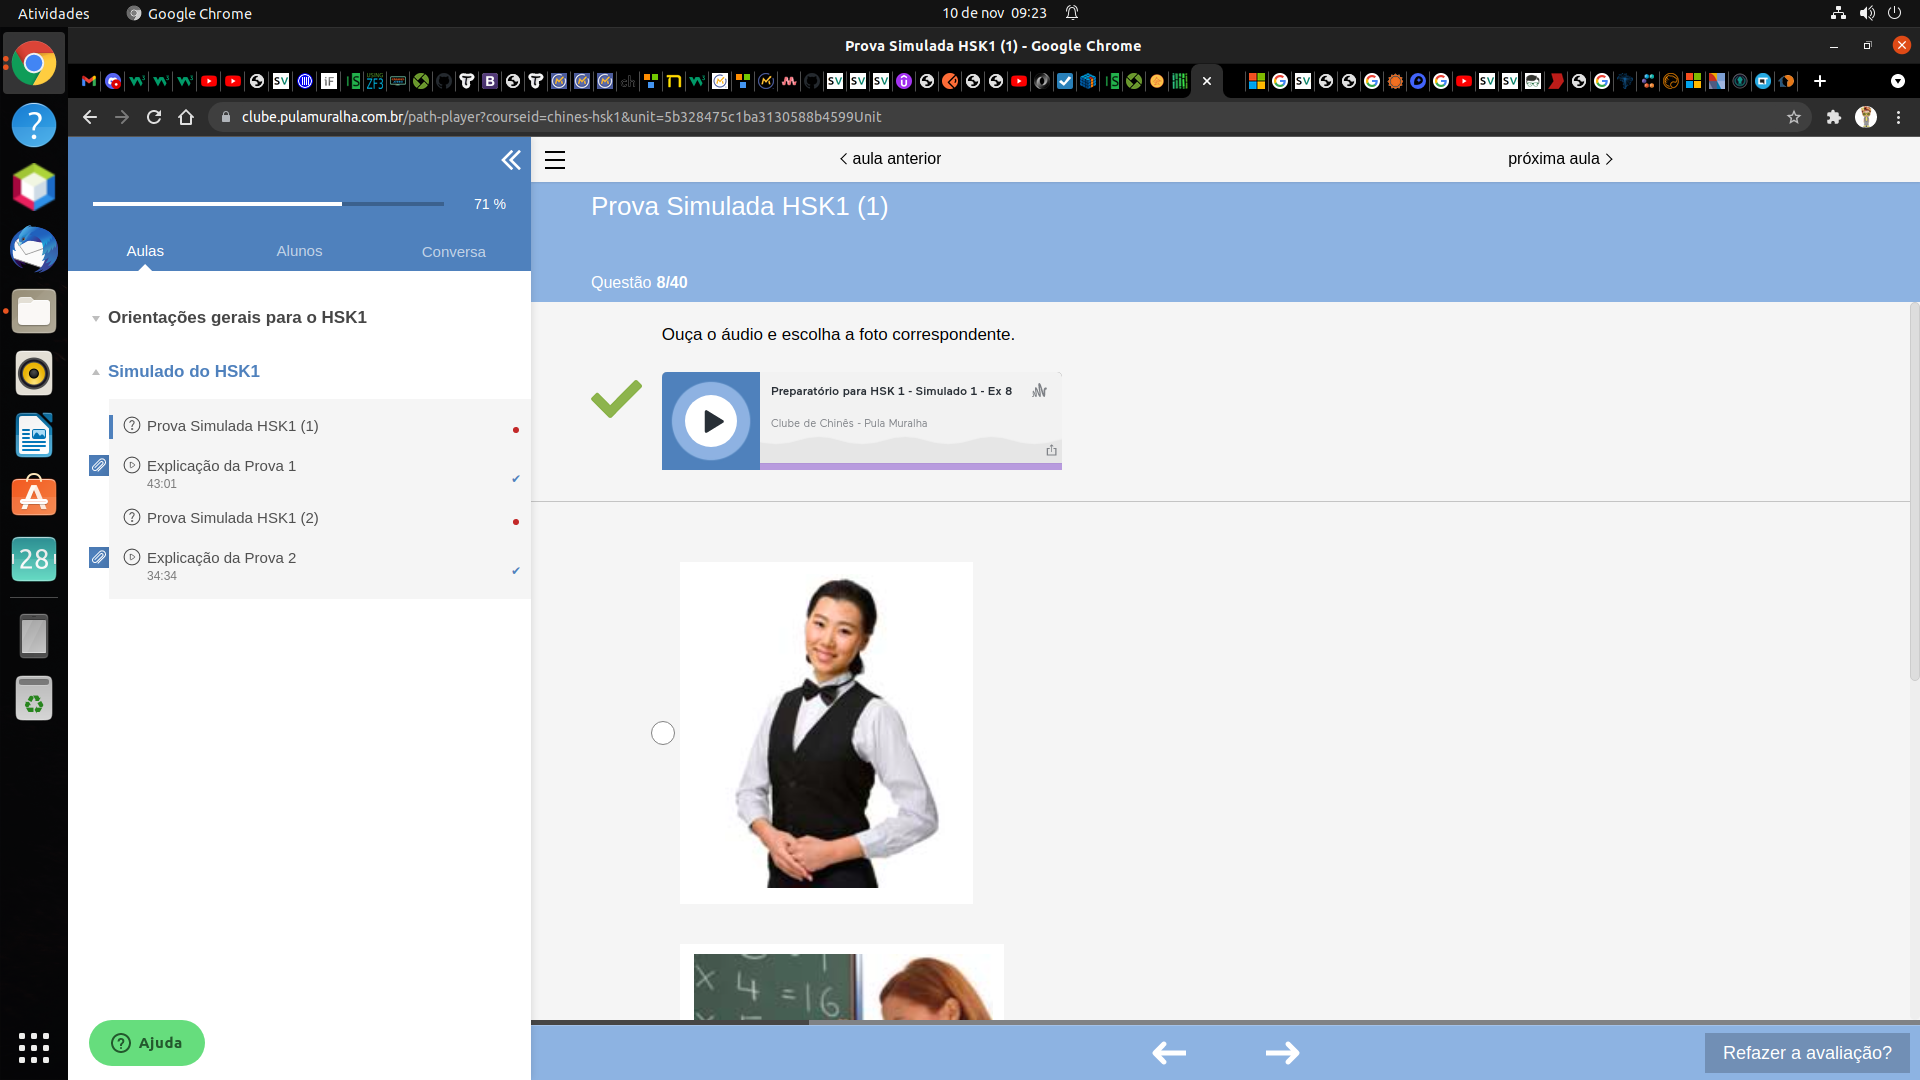 Atividades
Google Chrome
10 de nov 09:23
Prova Simulada HSK1 (1) - Google Chrome
clube.pulamuralha.com.br/path-player?courseid=chines-hsk1&unit=5b328475c1ba3130588b4599Unit
71 %
Aulas
Alunos
Conversa
Orientações gerais para o HSK1
Simulado do HSK1
Prova Simulada HSK1 (1)
Explicação da Prova 1
43:01
Prova Simulada HSK1 (2)
Explicação da Prova 2
34:34
Ajuda
28
aula anterior
próxima aula
Prova Simulada HSK1 (1)
Questão 8/40
Ouça o áudio e escolha a foto correspondente.
Preparatório para HSK 1 - Simulado 1 - Ex 8
Clube de Chinês - Pula Muralha
x 4 =16
Refazer a avaliação?